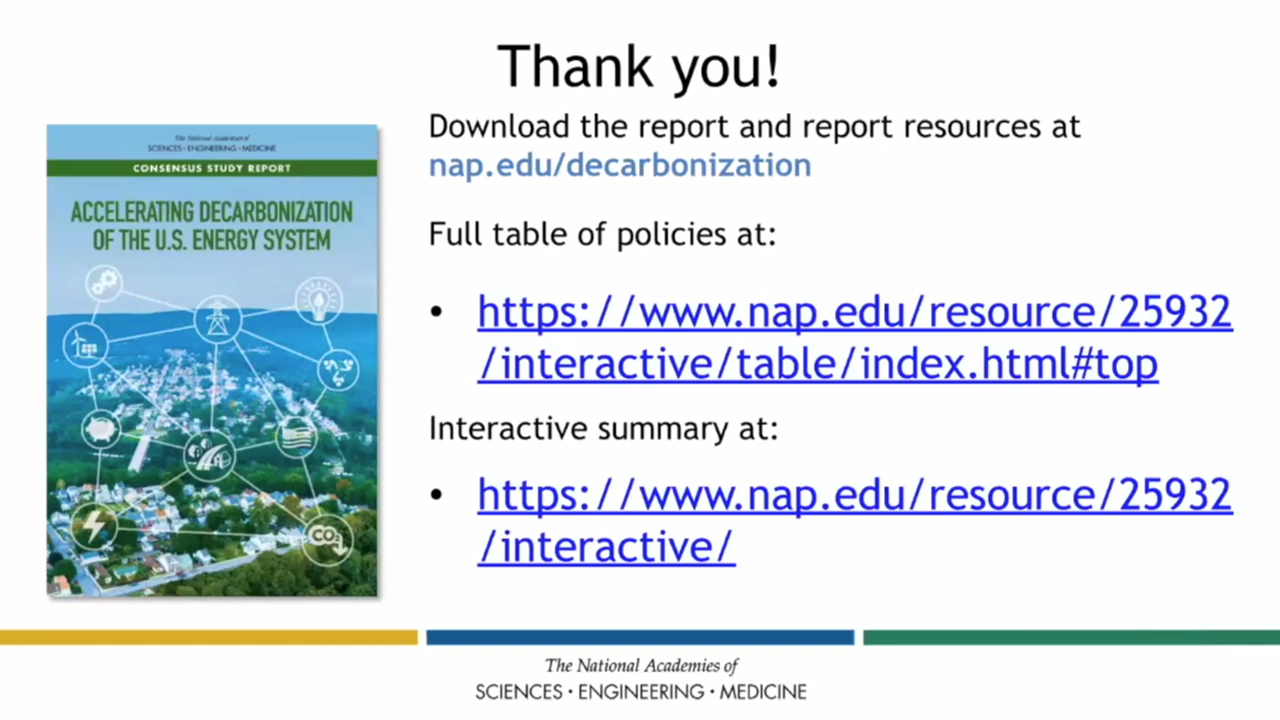 Thank you!
The National Academies of
SCIENCES • ENGINEERING • MEDICINE
CONSENSUS STUDY REPORT
ACCELERATING DECARBONIZATION
OF THE U.S. ENERGY SYSTEM
CO₂
Download the report and report resources at
nap.edu/decarbonization
Full table of policies at:
• https://www.nap.edu/resource/25932
/interactive/table/index.html#top
Interactive summary at:
• https://www.nap.edu/resource/25932
/interactive/
The National Academies of
SCIENCES • ENGINEERING • MEDICINE